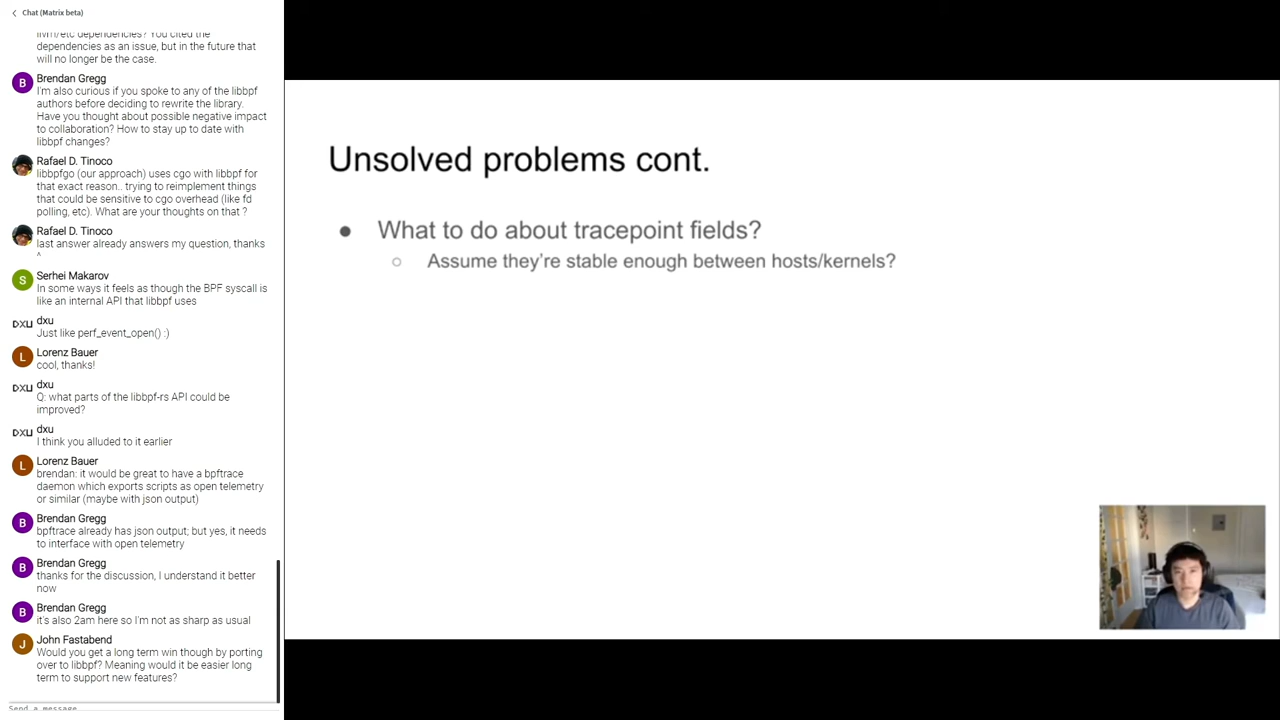 Chat (Matrix beta)
llvm/etc dependencies? You cited the
dependencies as an issue, but in the future that
will no longer be the case.
B
Brendan Gregg
I'm also curious if you spoke to any of the libbpf
authors before deciding to rewrite the library.
Have you thought about possible negative impact
to collaboration? How to stay up to date with
libbpf changes?
Rafael D. Tinoco
libbpfgo (our approach) uses cgo with libbpf for
that exact reason.. trying to reimplement things
that could be sensitive to cgo overhead (like fd
polling, etc). What are your thoughts on that ?
Rafael D. Tinoco
last answer already answers my question, thanks
^
S
Serhei Makarov
In some ways it feels as though the BPF syscall is
like an internal API that libbpf uses
DXU
dxu
Just like perf_event_open() :)
L
Lorenz Bauer
cool, thanks!
DXU
dxu
Q: what parts of the libbpf-rs API could be
improved?
DXU
dxu
I think you alluded to it earlier
L
Lorenz Bauer
brendan: it would be great to have a bpftrace
daemon which exports scripts as open telemetry
or similar (maybe with json output)
B
Brendan Gregg
bpftrace already has json output; but yes, it needs
to interface with open telemetry
B
Brendan Gregg
thanks for the discussion, I understand it better
now
B
Brendan Gregg
it's also 2am here so I'm not as sharp as usual
J
John Fastabend
Would you get a long term win though by porting
over to libbpf? Meaning would it be easier long
term to support new features?
Send a message
Unsolved problems cont.
● What to do about tracepoint fields?
○ Assume they're stable enough between hosts/kernels?